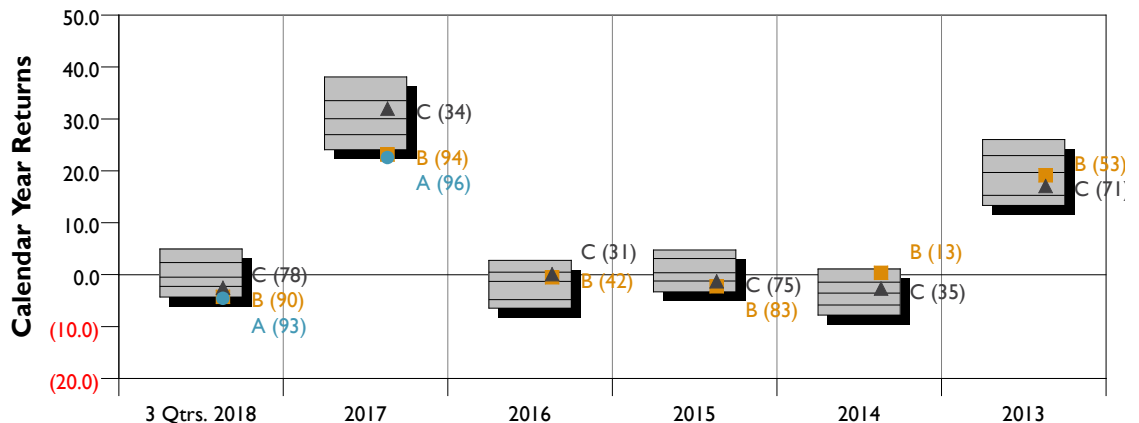 Calendar Year Returns
50.0
40.0
30.0
20.0
10.0
0.0
(10.0)
(20.0)
C (78)
B (90)
A (93)
C (34)
B (94)
A (96)
C (31)
B (42)
C (75)
B (83)
B (13)
C (35)
B (53)
C (71)
3 Qtrs. 2018
2017
2016
2015
2014
2013